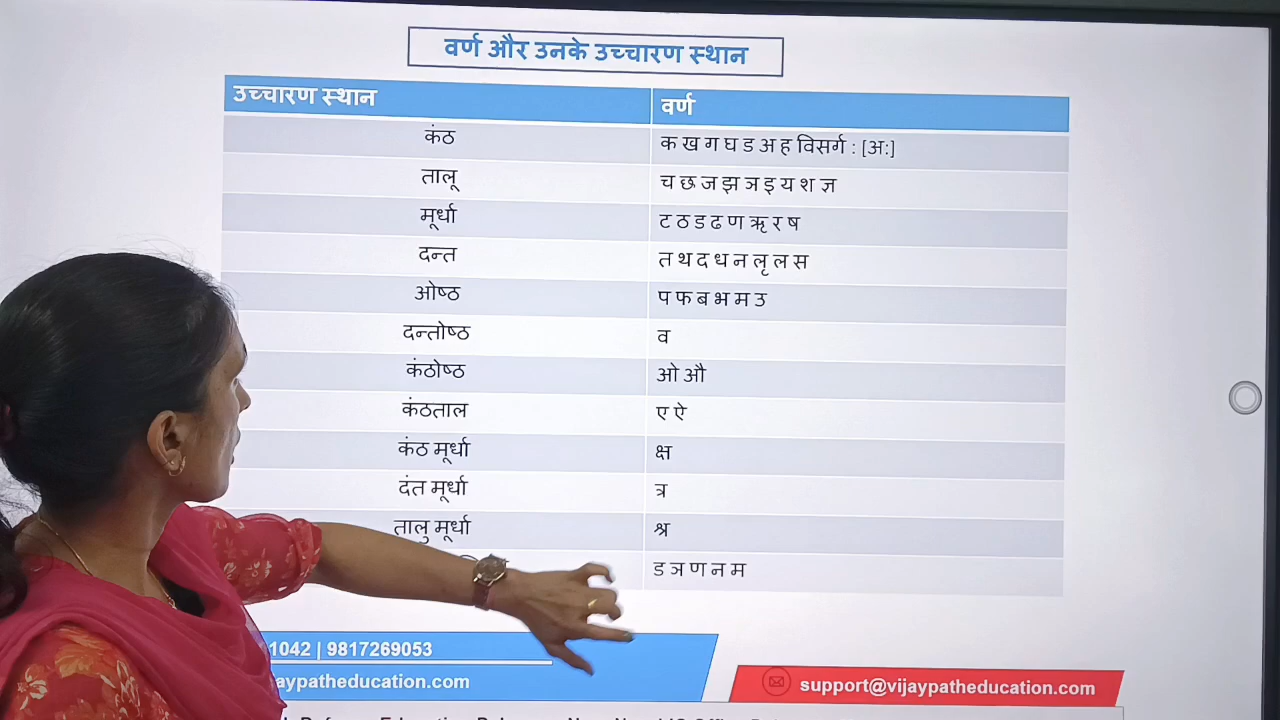 वर्ण और उनके उच्चारण स्थान
उच्चारण स्थान वर्ण
कंठ क ख ग घ ड अ ह विसर्ग : [अ:]
तालू च छ ज झ ञ इ य श ज्ञ
मूर्धा ट ठ ड ढ ण ऋ र ष
दन्त त थ द ध न लृ ल स
ओष्ठ प फ ब भ म उ
दन्तोष्ठ व
कंठोष्ठ ओ औ
कंठताल ए ऐ
कंठ मूर्धा क्ष
दंत मूर्धा त्र
तालु मूर्धा श्र
ड ञ ण न म
1042 | 9817269053
aypatheducation.com
support@vijaypatheducation.com